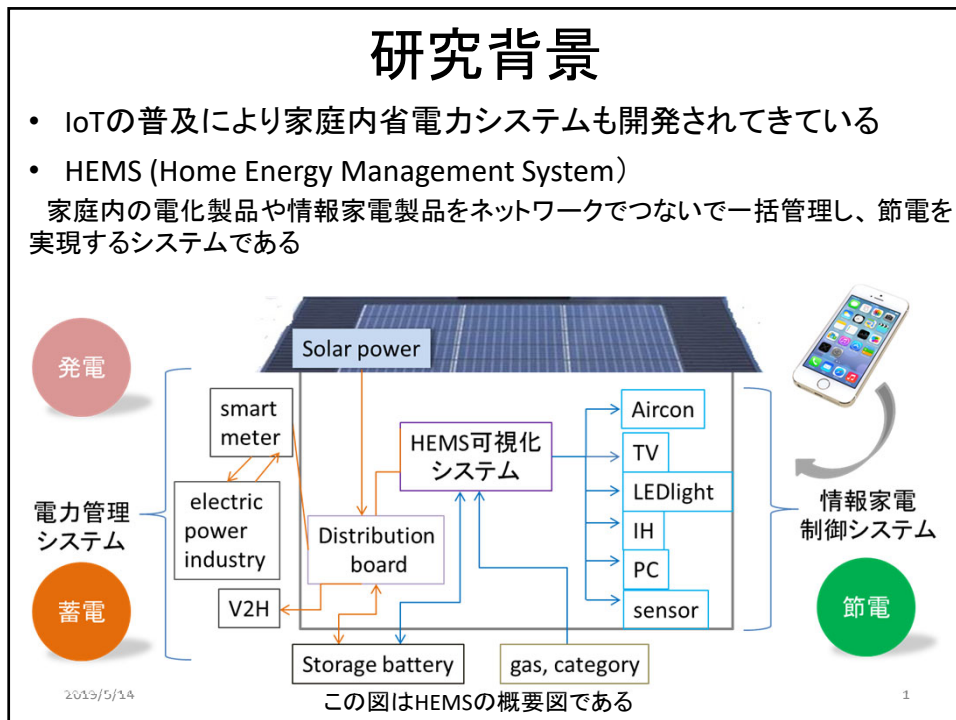 研究背景
• IoTの普及により家庭内省電力システムも開発されてきている
• HEMS (Home Energy Management System）
家庭内の電化製品や情報家電製品をネットワークでつないで一括管理し、節電を
実現するシステムである
発電
Solar power
smart
meter
HEMS可視化
システム
Aircon
TV
LEDlight
IH
PC
sensor
電力管理
システム
electric
power
industry
Distribution
board
情報家電
制御システム
蓄電
V2H
節電
Storage battery
gas, category
2019/5/14
この図はHEMSの概要図である
1